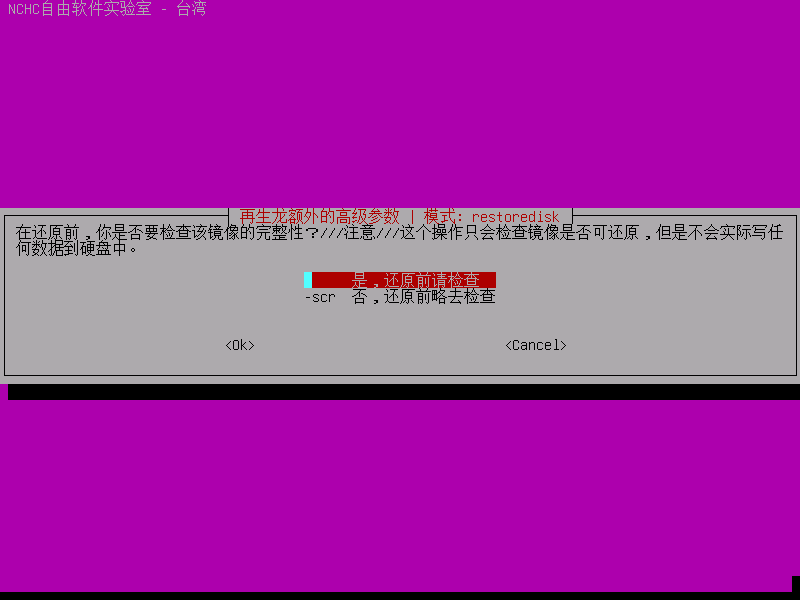 NCHC自由软件实验室 - 台湾
再生龙额外的高级参数 | 模式: restoredisk
在还原前，你是否要检查该镜像的完整性？///注意///这个操作只会检查镜像是否可还原，但是不会实际写任
何数据到硬盘中。
是，还原前请检查
-scr 否，还原前略去检查
<Ok> <Cancel>